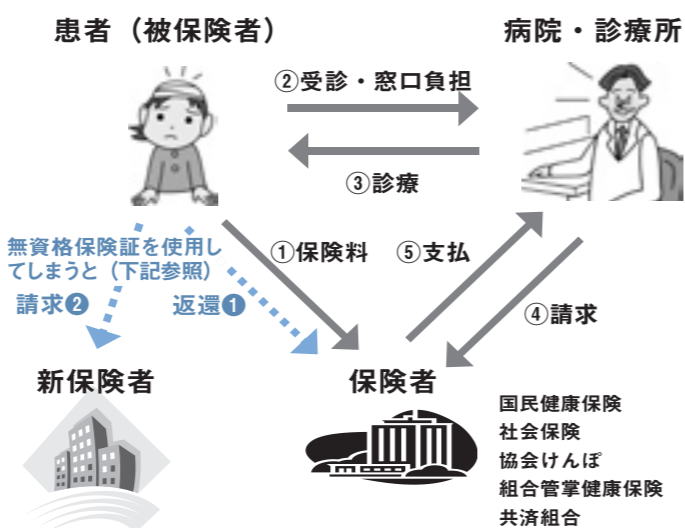 患者（被保険者）
病院・診療所
②受診・窓口負担
③診療
無資格保険証を使用し
てしまうと（下記参照）
請求❷
返還❶
①保険料
⑤支払
④請求
新保険者
保険者
国民健康保険
社会保険
協会けんぽ
組合管掌健康保険
共済組合